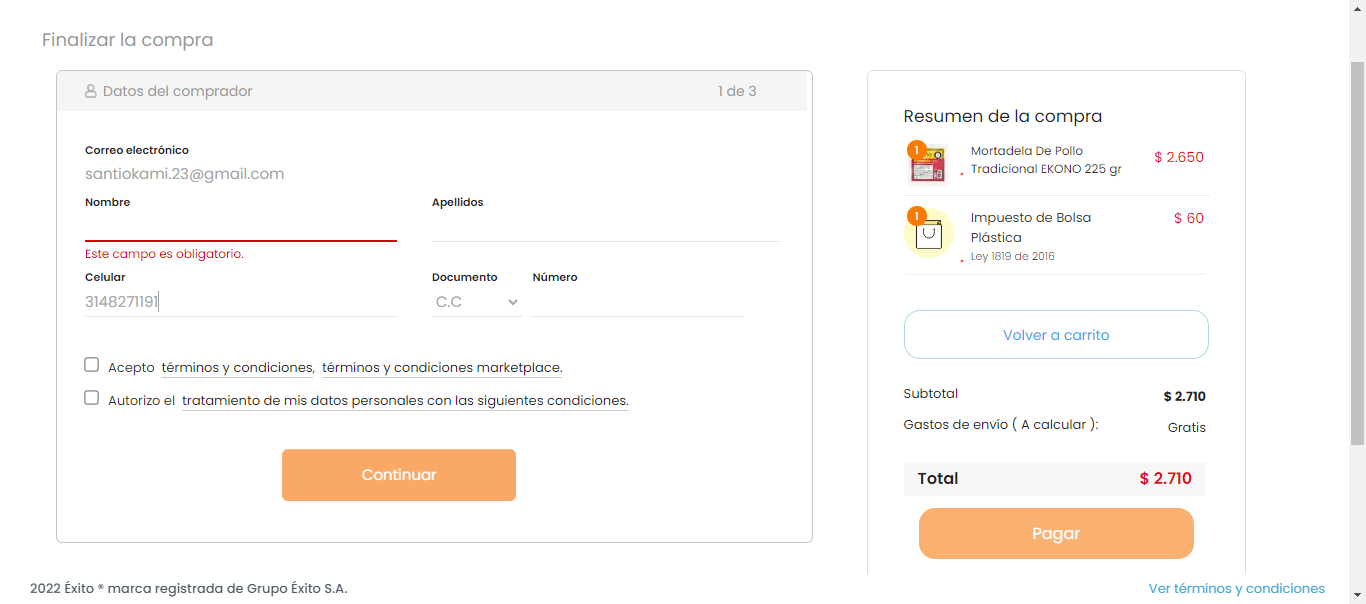 Finalizar la compra
Datos del comprador
1 de 3
Correo electrónico
santiokami.23@gmail.com
Nombre
Apellidos
Este campo es obligatorio.
Celular
Documento
Número
3148271191
C.C
Acepto términos y condiciones, términos y condiciones marketplace.
Autorizo el tratamiento de mis datos personales con las siguientes condiciones.
Continuar
Resumen de la compra
1
Mortadela De Pollo
Tradicional EKONO 225 gr
$ 2.650
1
Impuesto de Bolsa
Plástica
Ley 1819 de 2016
$ 60
Volver a carrito
Subtotal
$ 2.710
Gastos de envío ( A calcular ):
Gratis
Total
$ 2.710
Pagar
2022 Éxito ® marca registrada de Grupo Éxito S.A.
Ver términos y condiciones